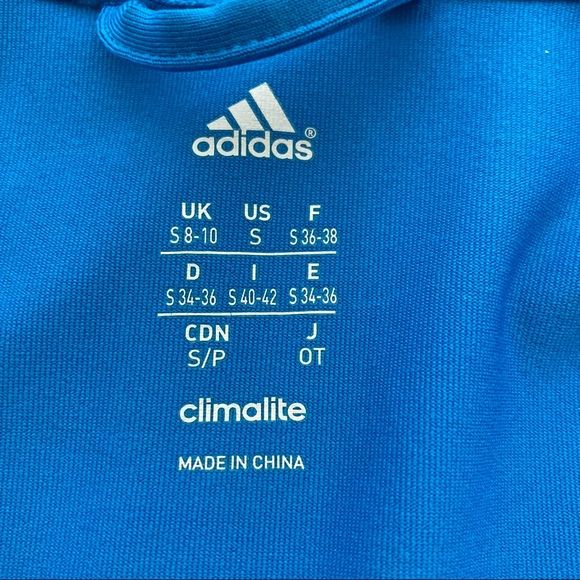 adidas®
UK US F
S 8-10 S S 36-38
D I E
S 34-36 S 40-42 S 34-36
CDN J
S/P OT
climalite
MADE IN CHINA